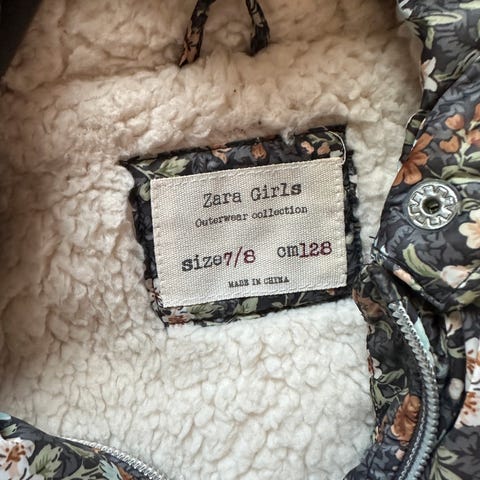 Zara Girls
Outerwear collection
size7/8 cm128
MADE IN CHINA